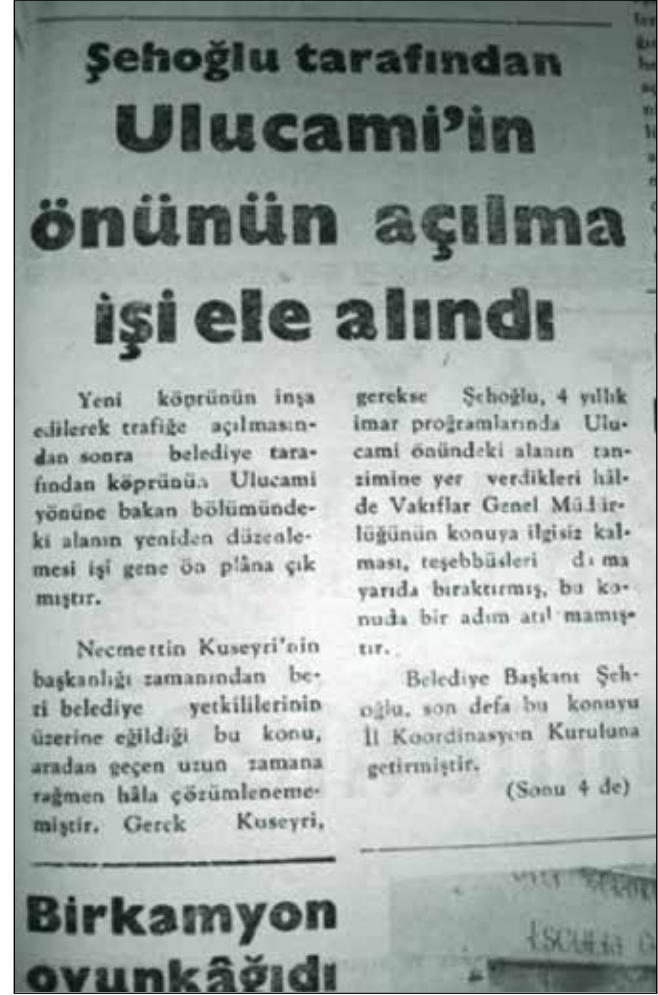 Şehoğlu tarafından
Ulucami'in
önünün açılma
işi ele alındı
Yeni köprünün inşa
edilerek trafiğe açılmasın-
dan sonra belediye tara-
fından köprünün Ulucami
yönüne bakan bölümünde-
ki alanın yeniden düzenle-
mesi işi gene ön plâna çık
mıştır.
Necmettin Kuseyri'nin
başkanlığı zamanından be-
ri belediye yetkililerinin
üzerine eğildiği bu konu,
aradan geçen uzun zamana
rağmen hâla çözümleneme-
miştir. Gerek Kuseyri,
gerekse Şehoğlu, 4 yıllık
imar proğramlarında Ulu-
cami önündeki alanın tan-
zimine yer verdikleri hâl-
de Vakıflar Genel Müdür-
lüğünün konuya ilgisiz kal-
ması, teşebbüsleri daima
yarıda bıraktırmış, bu ko-
nuda bir adım atılmamış-
tır.
Belediye Başkanı Şeh-
oğlu, son defa bu konuyu
İl Koordinasyon Kuruluna
getirmiştir.
(Sonu 4 de)
Birkamyon
oyunkâğıdı